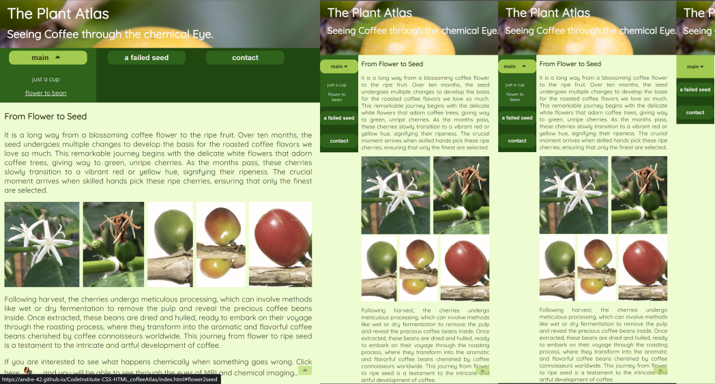 The Plant Atlas
Seeing Coffee through the chemical Eye.
main
a failed seed
contact
just a cup
flower to bean
From Flower to Seed
It is a long way from a blossoming coffee flower to the ripe fruit. Over ten months, the
seed undergoes multiple changes to develop the basis for the roasted coffee flavors we
love so much. This remarkable journey begins with the delicate white flowers that adorn
coffee trees, giving way to green, unripe cherries. As the months pass, these cherries
slowly transition to a vibrant red or yellow hue, signifying their ripeness. The crucial
moment arrives when skilled hands pick these ripe cherries, ensuring that only the finest
are selected.
Following harvest, the cherries undergo meticulous processing, which can involve methods
like wet or dry fermentation to remove the pulp and reveal the precious coffee beans
inside. Once extracted, these beans are dried and hulled, ready to embark on their voyage
through the roasting process, where they transform into the aromatic and flavorful coffee
beans cherished by coffee connoisseurs worldwide. This journey from flower to ripe seed
is a testament to the intricate and artful development of coffee.
If you are interested to see what happens chemically when something goes wrong. Click
here
and you will be able to see through the eyes of MRI and chemical imaging...
https://andre-42.github.io/CodeInstitute-CSS-HTML_coffeeAtlas/index.html#flower2seed
The Plant Atlas
Seeing Coffee through the chemical Eye.
main
just a cup
flower to
bean
a failed seed
contact
From Flower to Seed
It is a long way from a blossoming coffee flower
to the ripe fruit. Over ten months, the seed
undergoes multiple changes to develop the basis
for the roasted coffee flavors we love so much.
This remarkable journey begins with the delicate
white flowers that adorn coffee trees, giving way
to green, unripe cherries. As the months pass,
these cherries slowly transition to a vibrant red or
yellow hue, signifying their ripeness. The crucial
moment arrives when skilled hands pick these ripe
cherries, ensuring that only the finest are selected.
Following harvest, the cherries undergo
meticulous processing, which can involve methods
like wet or dry fermentation to remove the pulp
and reveal the precious coffee beans inside. Once
extracted, these beans are dried and hulled, ready
to embark on their voyage through the roasting
process, where they transform into the aromatic
and flavorful coffee beans cherished by coffee
connoisseurs worldwide. This journey from flower
to ripe seed is a testament to the intricate and
artful development of coffee.
The Plant Atlas
Seeing Coffee through the chemical Eye.
main
just a cup
flower to
bean
a failed seed
contact
From Flower to Seed
It is a long way from a blossoming coffee flower
to the ripe fruit. Over ten months, the seed
undergoes multiple changes to develop the basis
for the roasted coffee flavors we love so much.
This remarkable journey begins with the delicate
white flowers that adorn coffee trees, giving way
to green, unripe cherries. As the months pass,
these cherries slowly transition to a vibrant red or
yellow hue, signifying their ripeness. The crucial
moment arrives when skilled hands pick these ripe
cherries, ensuring that only the finest are selected.
Following harvest, the cherries undergo
meticulous processing, which can involve methods
like wet or dry fermentation to remove the pulp
and reveal the precious coffee beans inside. Once
extracted, these beans are dried and hulled, ready
to embark on their voyage through the roasting
process, where they transform into the aromatic
and flavorful coffee beans cherished by coffee
connoisseurs worldwide. This journey from flower
to ripe seed is a testament to the intricate and
artful development of coffee.
The P
Seeing
main
a failed seed
contact